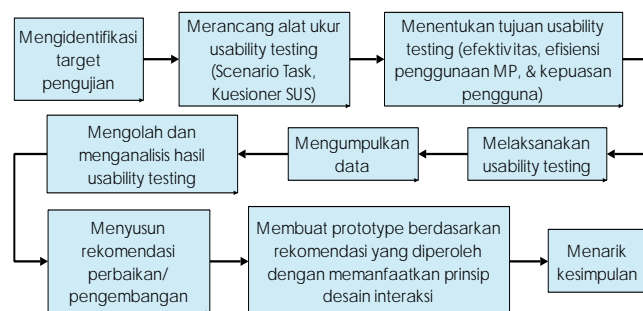 Mengidentifikasi
target
pengujian
Merancang alat ukur
usability testing
(Scenario Task,
Kuesioner SUS)
Menentukan tujuan usability
testing (efektivitas, efisiensi
penggunaan MP, & kepuasan
pengguna)
Mengolah dan
menganalisis hasil
usability testing
Mengumpulkan
data
Melaksanakan
usability testing
Menyusun
rekomendasi
perbaikan/
pengembangan
Membuat prototype berdasarkan
rekomendasi yang diperoleh
dengan memanfaatkan prinsip
desain interaksi
Menarik
kesimpulan